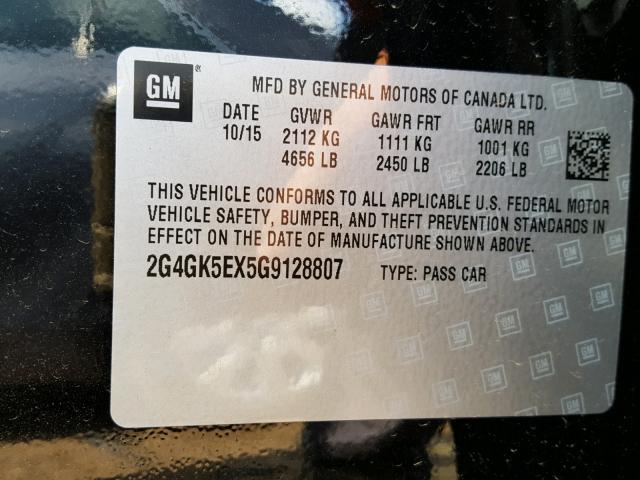 GM ®
MFD BY GENERAL MOTORS OF CANADA LTD.
DATE GVWR GAWR FRT GAWR RR
10/15 2112 KG 1111 KG 1001 KG
4656 LB 2450 LB 2206 LB
THIS VEHICLE CONFORMS TO ALL APPLICABLE U.S. FEDERAL MOTOR
VEHICLE SAFETY, BUMPER, AND THEFT PREVENTION STANDARDS IN
EFFECT ON THE DATE OF MANUFACTURE SHOWN ABOVE.
2G4GK5EX5G9128807 TYPE: PASS CAR